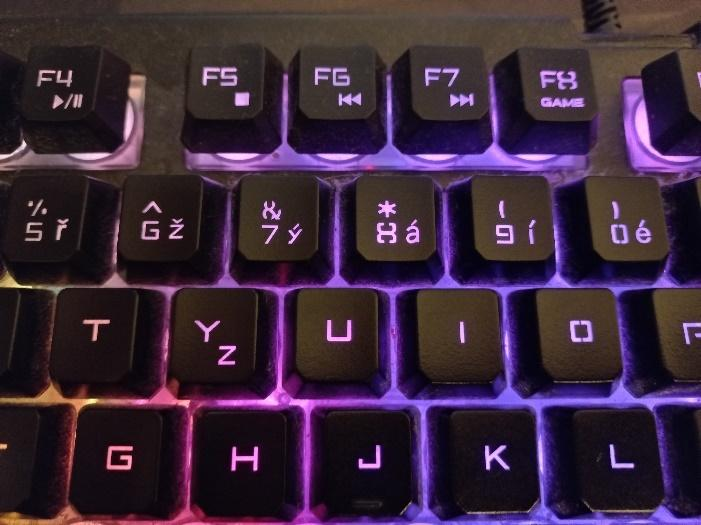 F4 F5 F6 F7 F8
GAME
% ^ & * ( )
5 ř 6 ž 7 ý 8 á 9 í 0 é
T Y U I O
Z
G H J K L